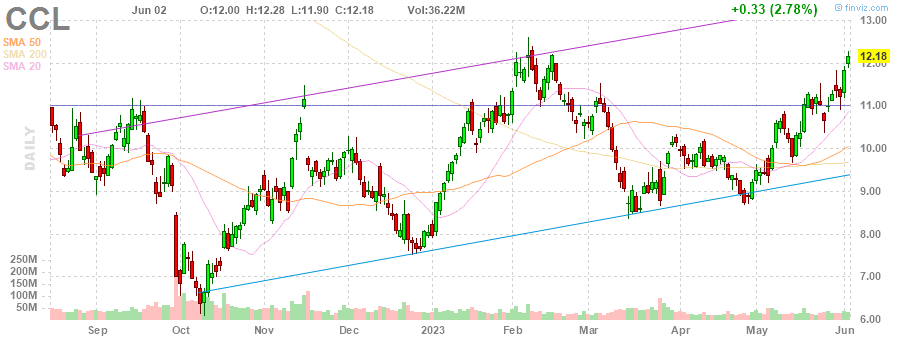 CCL
Jun 02 O:12.00 H:12.28 L:11.90 C:12.18 Vol:36.22M
+0.33 (2.78%)
© finviz.com
SMA 50
SMA 200
SMA 20
DAILY
13.00
12.18
12.00
11.00
10.00
9.00
8.00
7.00
6.00
250M
200M
150M
100M
50M
Sep Oct Nov Dec 2023 Feb Mar Apr May Jun